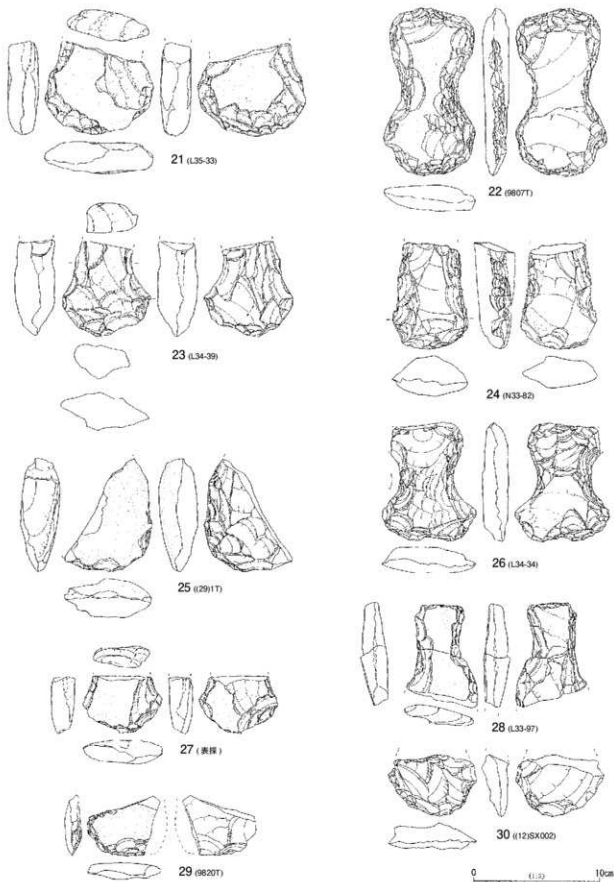 21 (L35-33)
22 (9807T)
23 (L34-39)
24 (N33-82)
25 ((29)1T)
26 (L34-34)
27 (表採)
28 (L33-97)
29 (9820T)
30 ((12)SX002)
0 (1:3) 10cm